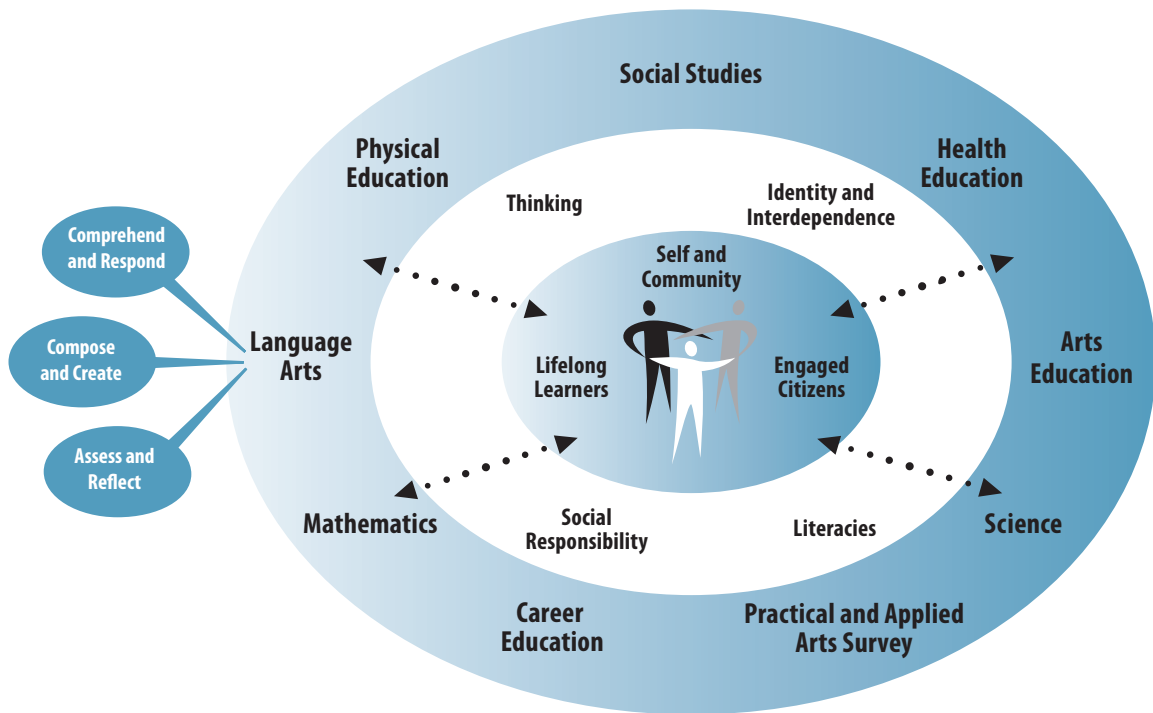 Social Studies
Physical
Education
Health
Education
Thinking
Identity and
Interdependence
Comprehend
and Respond
Self and
Community
Compose
and Create
Language
Arts
Lifelong
Learners
Engaged
Citizens
Arts
Education
Assess and
Reflect
Mathematics
Social
Responsibility
Literacies
Science
Career
Education
Practical and Applied
Arts Survey